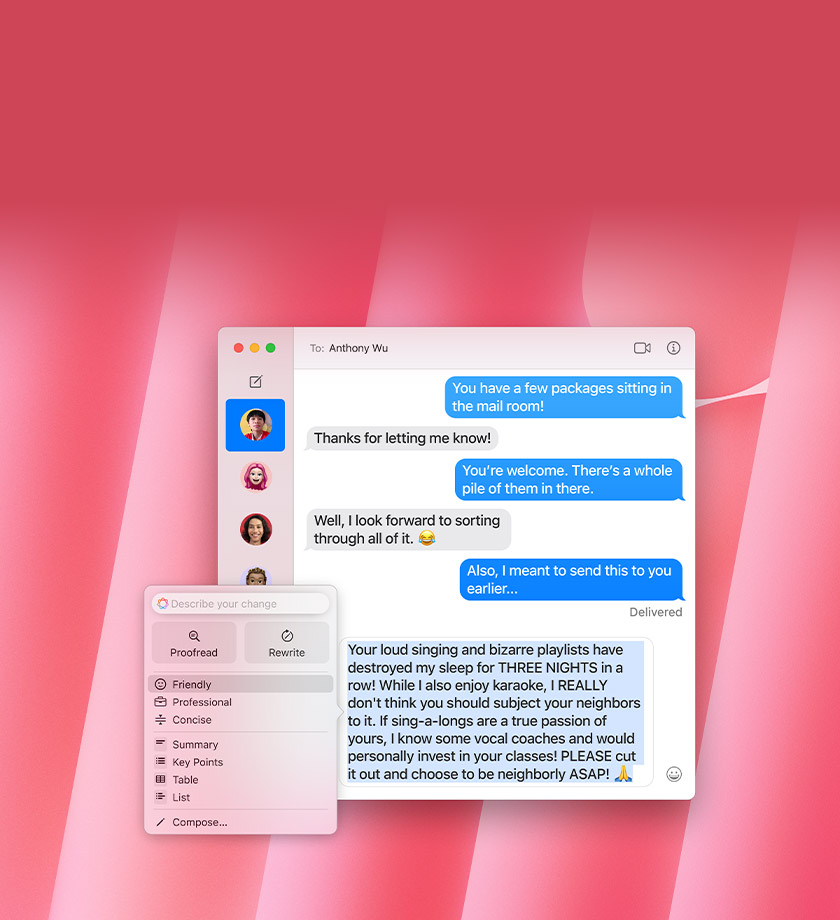 To: Anthony Wu
You have a few packages sitting in
the mail room!
Thanks for letting me know!
You’re welcome. There’s a whole
pile of them in there.
Well, I look forward to sorting
through all of it. 😂
Also, I meant to send this to you
earlier...
Delivered
Describe your change
Proofread
Rewrite
Friendly
Professional
Concise
Summary
Key Points
Table
List
Compose...
Your loud singing and bizarre playlists have
destroyed my sleep for THREE NIGHTS in a
row! While I also enjoy karaoke, I REALLY
don't think you should subject your neighbors
to it. If sing-a-longs are a true passion of
yours, I know some vocal coaches and would
personally invest in your classes! PLEASE cut
it out and choose to be neighborly ASAP! 🙏